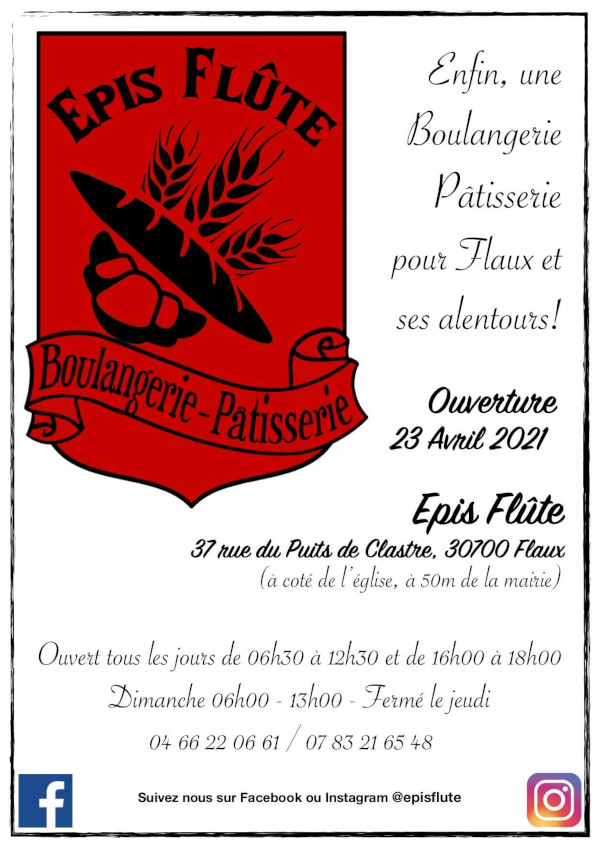 Epis Flûte
Boulangerie-Pâtisserie
Enfin, une
Boulangerie
Pâtisserie
pour Flaux et
ses alentours!
Ouverture
23 Avril 2021
Epis Flûte
37 rue du Puits de Clastre, 30700 Flaux
(à coté de l'église, à 50m de la mairie)
Ouvert tous les jours de 06h30 à 12h30 et de 16h00 à 18h00
Dimanche 06h00 - 13h00 - Fermé le jeudi
04 66 22 06 61 / 07 83 21 65 48
Suivez nous sur Facebook ou Instagram @episflute